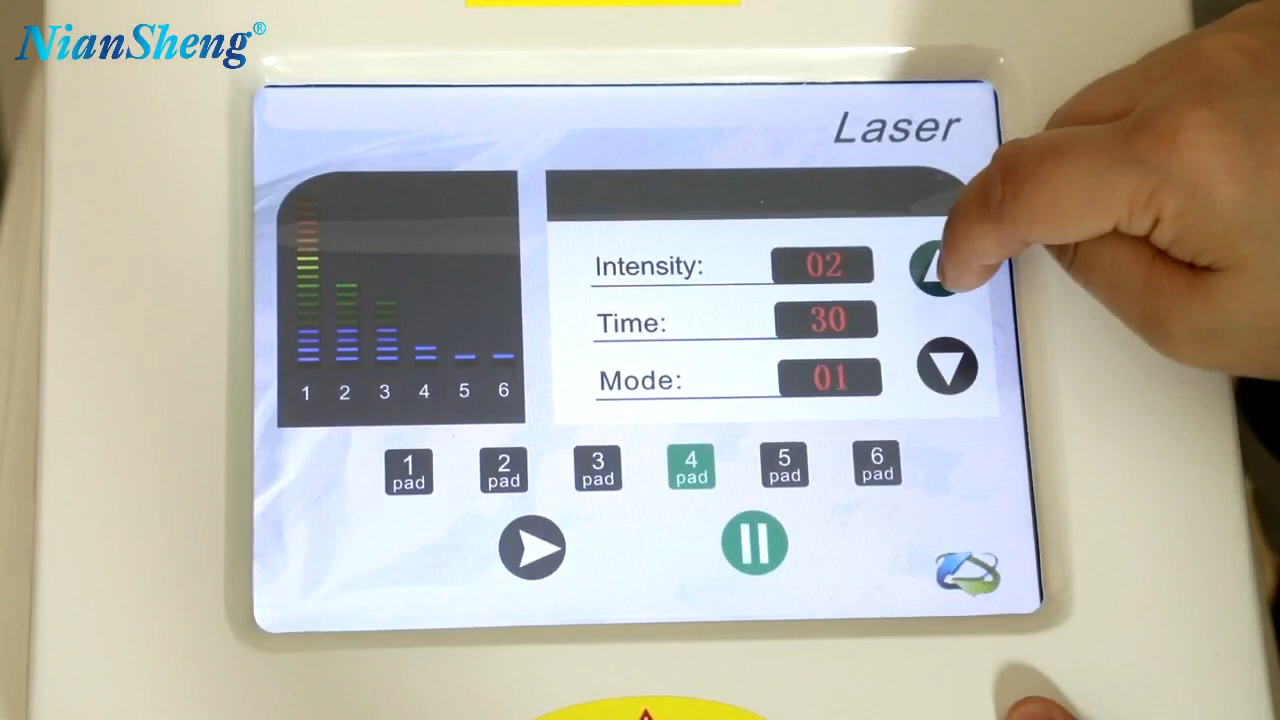 NianSheng®
Laser
Intensity: 02
Time: 30
Mode: 01
1 2 3 4 5 6
1 pad
2 pad
3 pad
4 pad
5 pad
6 pad